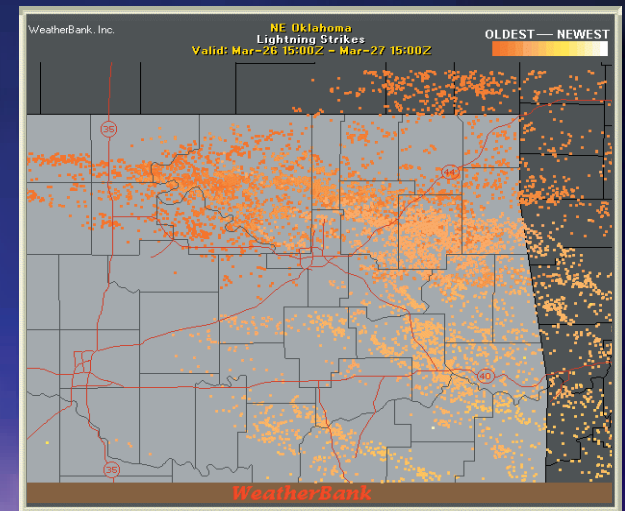 WeatherBank, Inc.
NE Oklahoma
Lightning Strikes
Valid: Mar-26 15:00Z - Mar-27 15:00Z
OLDEST — NEWEST
35
44
40
35
WeatherBank